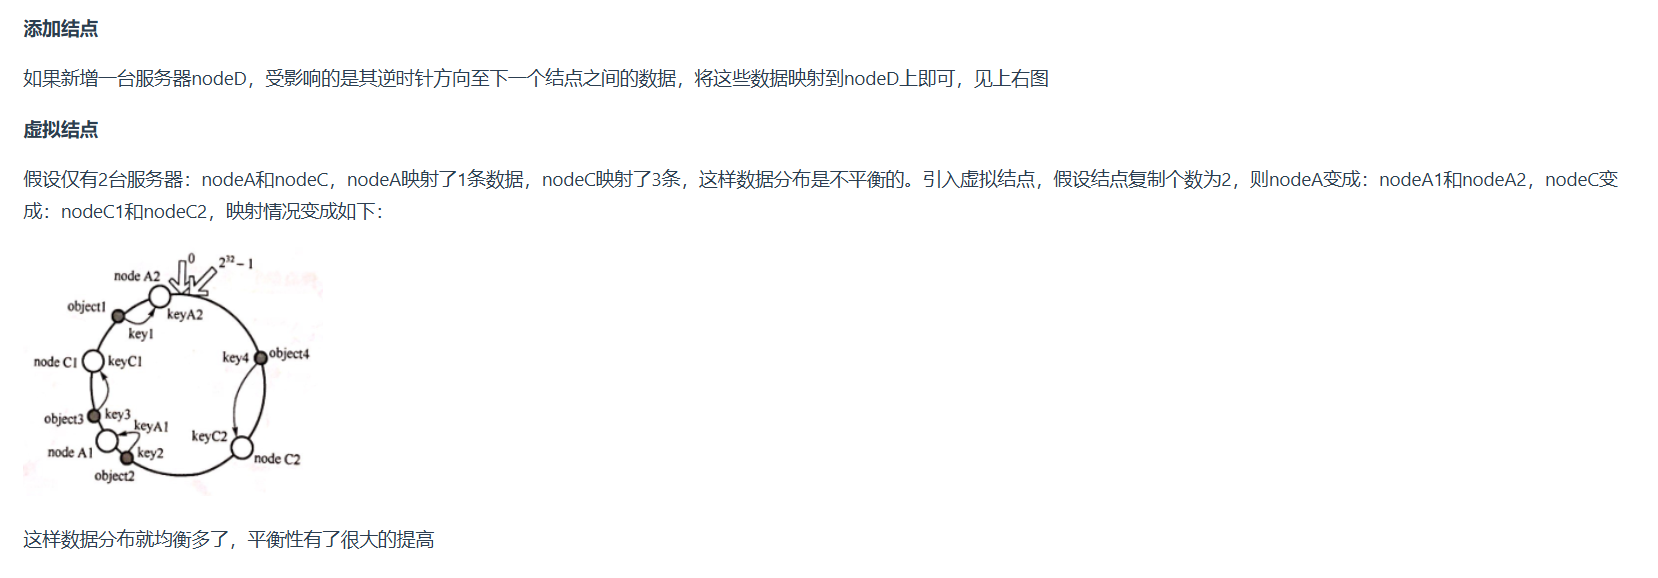 添加结点
如果新增一台服务器nodeD，受影响的是其逆时针方向至下一个结点之间的数据，将这些数据映射到nodeD上即可，见上右图
虚拟结点
假设仅有2台服务器：nodeA和nodeC，nodeA映射了1条数据，nodeC映射了3条，这样数据分布是不平衡的。引入虚拟结点，假设结点复制个数为2，则nodeA变成：nodeA1和nodeA2，nodeC变
成：nodeC1和nodeC2，映射情况变成如下：
0
2³²－1
node A2
object1
keyA2
key1
node C1
keyC1
key4
object4
object3
key3
keyA1
keyC2
node A1
key2
node C2
object2
这样数据分布就均衡多了，平衡性有了很大的提高